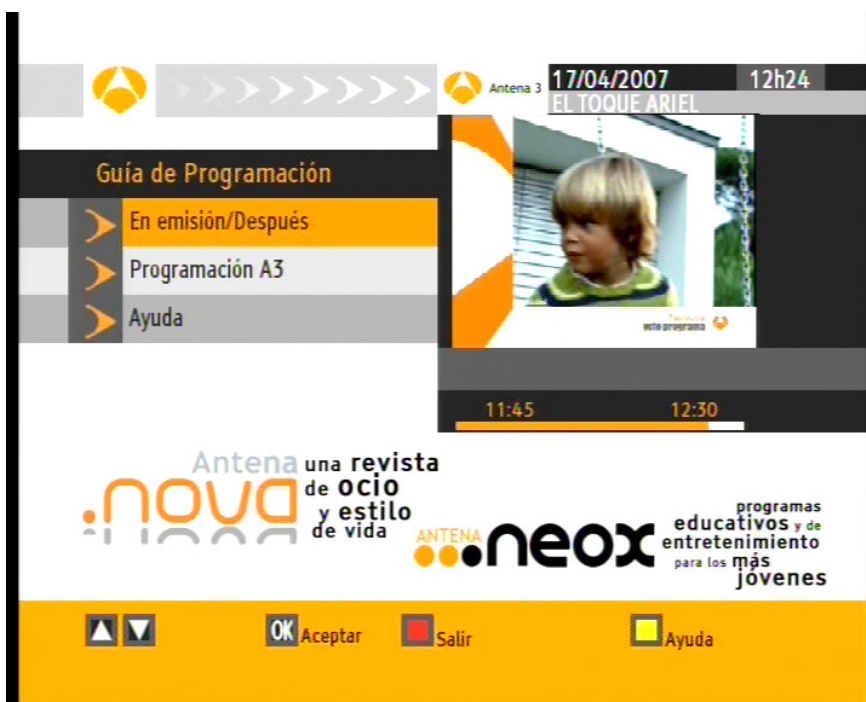 Antena 3
17/04/2007
12h24
EL TOQUE ARIEL
Guía de Programación
En emisión/Después
Programación A3
Ayuda
este programa
11:45
12:30
Antena
.nova
una revista
de ocio
y estilo
de vida
ANTENA
neox
programas
educativos y de
entretenimiento
para los más
jóvenes
OK Aceptar
Salir
Ayuda